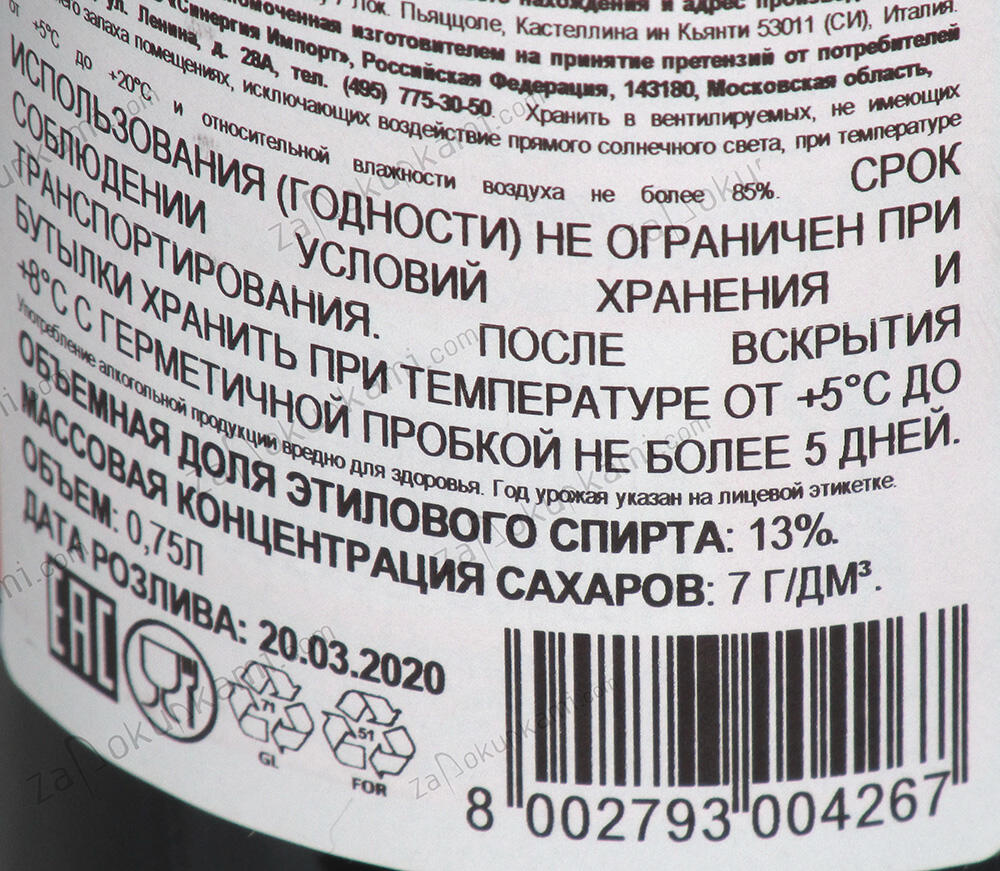 нахождения и адрес
Лок. Пьяццоле, Кастеллина ин Кьянти 53011 (СИ), Италия.
изготовителем на принятие претензий от потребителей
«Синергия Импорт», Российская Федерация, 143180, Московская область,
ул. Ленина, д. 28А, тел. (495) 775-30-50 Хранить в вентилируемых, не имеющих
запаха помещениях, исключающих воздействие прямого солнечного света, при температуре
от +5°С до +20°С и относительной влажности воздуха не более 85%. СРОК
ИСПОЛЬЗОВАНИЯ (ГОДНОСТИ) НЕ ОГРАНИЧЕН ПРИ
СОБЛЮДЕНИИ УСЛОВИЙ ХРАНЕНИЯ И
ТРАНСПОРТИРОВАНИЯ. ПОСЛЕ ВСКРЫТИЯ
БУТЫЛКИ ХРАНИТЬ ПРИ ТЕМПЕРАТУРЕ ОТ +5°С ДО
+8°С С ГЕРМЕТИЧНОЙ ПРОБКОЙ НЕ БОЛЕЕ 5 ДНЕЙ.
Употребление алкогольной продукции вредно для здоровья. Год урожая указан на лицевой этикетке.
ОБЪЕМНАЯ ДОЛЯ ЭТИЛОВОГО СПИРТА: 13%.
МАССОВАЯ КОНЦЕНТРАЦИЯ САХАРОВ: 7 Г/ДМ³.
ОБЪЕМ: 0,75Л
ДАТА РОЗЛИВА: 20.03.2020
EAC
71
GL
51
FOR
8 002793 004267
zaPokupkami.com